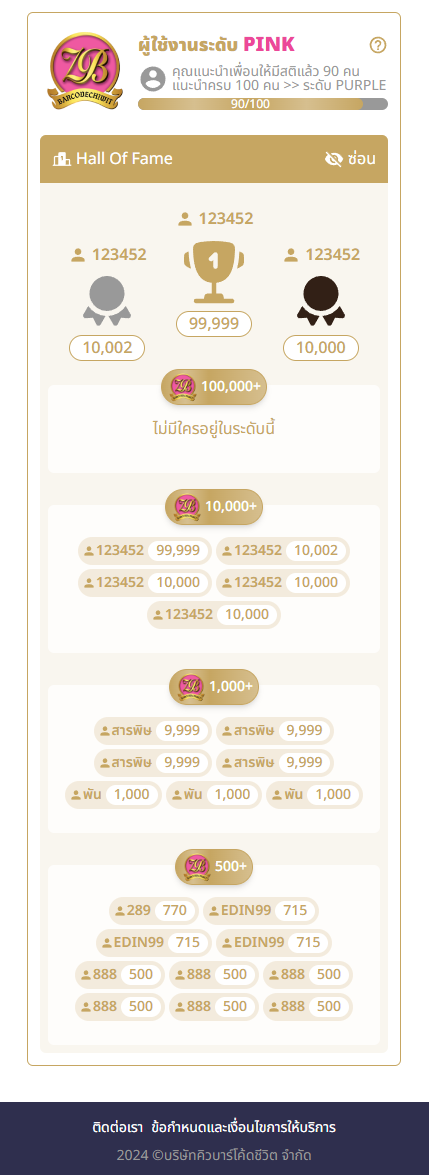 ผู้ใช้งานระดับ PINK
คุณแนะนำเพื่อนให้มีสติแล้ว 90 คน
แนะนำครบ 100 คน >> ระดับ PURPLE
90/100
ZB
BARCODECHIWIT
Hall Of Fame ซ่อน
123452
123452 123452
1
99,999
10,002 10,000
100,000+
ไม่มีใครอยู่ในระดับนี้
10,000+
123452 99,999 123452 10,002
123452 10,000 123452 10,000
123452 10,000
1,000+
สารพิษ 9,999 สารพิษ 9,999
สารพิษ 9,999 สารพิษ 9,999
พัน 1,000 พัน 1,000 พัน 1,000
500+
289 770 EDIN99 715
EDIN99 715 EDIN99 715
888 500 888 500 888 500
888 500 888 500 888 500
ติดต่อเรา ข้อกำหนดและเงื่อนไขการให้บริการ
2024 ©บริษัทคิวบาร์โค้ดชีวิต จำกัด